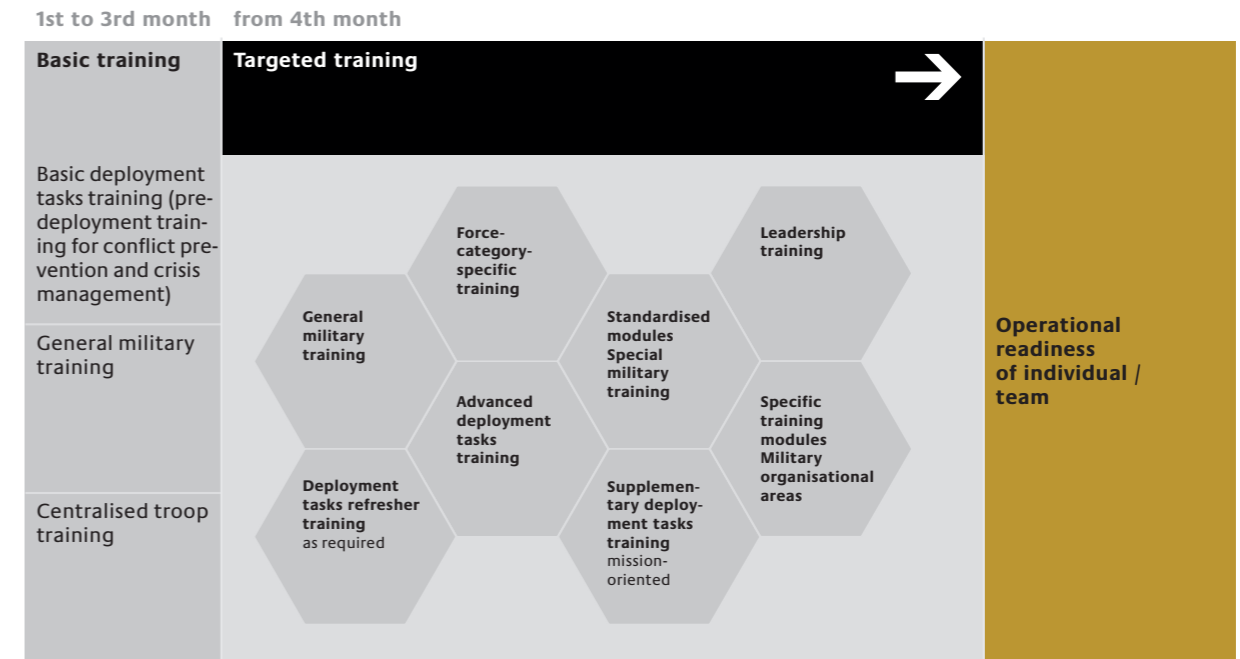 1st to 3rd month
from 4th month
Basic training
Targeted training
Basic deployment
tasks training (pre-
deployment train-
ing for conflict pre-
vention and crisis
management)
General military
training
Centralised troop
training
General
military
training
Deployment
tasks refresher
training
as required
Force-
category-
specific
training
Advanced
deployment
tasks
training
Standardised
modules
Special
military
training
Supplemen-
tary deploy-
ment tasks
training
mission-
oriented
Leadership
training
Specific
training
modules
Military
organisational
areas
Operational
readiness
of individual /
team